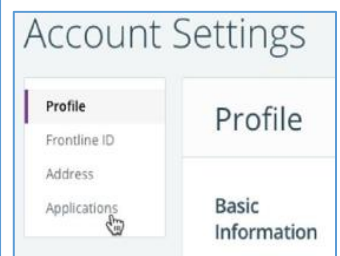 Account Settings
Profile
Frontline ID
Address
Applications
Profile
Basic
Information